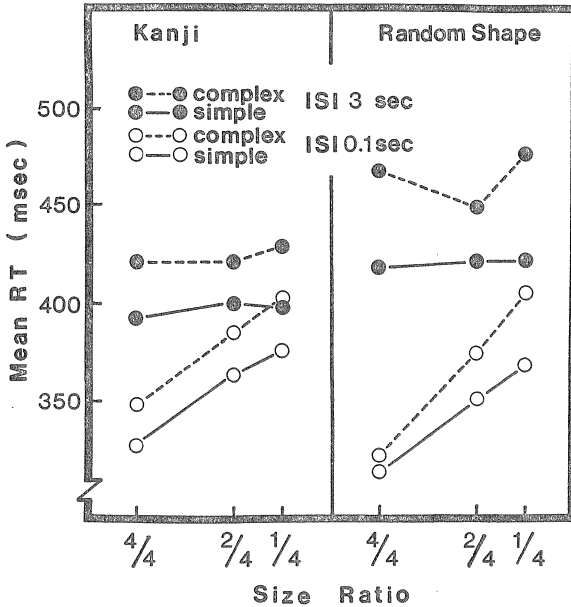 Kanji
Random Shape
complex ISI 3 sec
simple
complex ISI 0.1sec
simple
500
450
400
350
Mean RT (msec)
4/4 2/4 1/4 4/4 2/4 1/4
Size Ratio